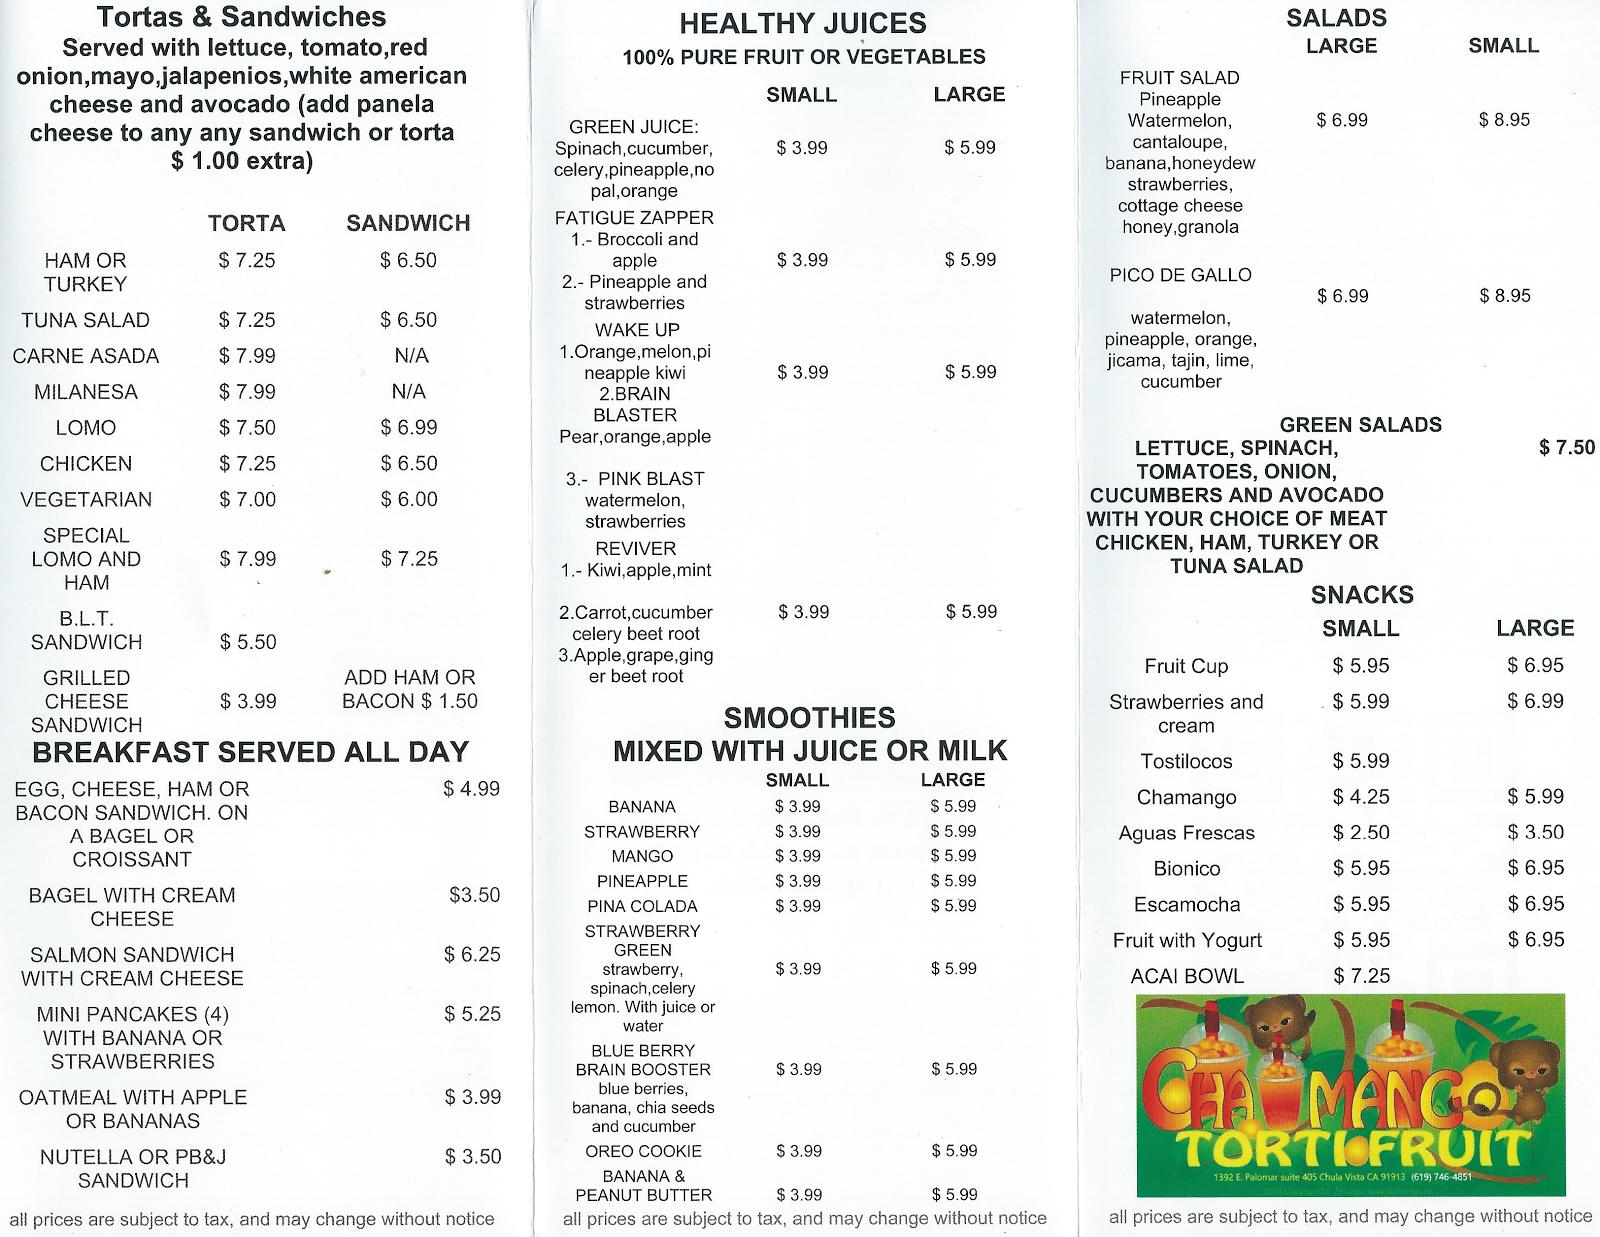 Tortas & Sandwiches
Served with lettuce, tomato,red
onion,mayo,jalapenios,white american
cheese and avocado (add panela
cheese to any any sandwich or torta
$ 1.00 extra)
TORTA SANDWICH
HAM OR $ 7.25 $ 6.50
TURKEY
TUNA SALAD $ 7.25 $ 6.50
CARNE ASADA $ 7.99 N/A
MILANESA $ 7.99 N/A
LOMO $ 7.50 $ 6.99
CHICKEN $ 7.25 $ 6.50
VEGETARIAN $ 7.00 $ 6.00
SPECIAL
LOMO AND $ 7.99 $ 7.25
HAM
B.L.T.
SANDWICH $ 5.50
GRILLED ADD HAM OR
CHEESE $ 3.99 BACON $ 1.50
SANDWICH
BREAKFAST SERVED ALL DAY
EGG, CHEESE, HAM OR $ 4.99
BACON SANDWICH. ON
A BAGEL OR
CROISSANT
BAGEL WITH CREAM $3.50
CHEESE
SALMON SANDWICH $ 6.25
WITH CREAM CHEESE
MINI PANCAKES (4) $ 5.25
WITH BANANA OR
STRAWBERRIES
OATMEAL WITH APPLE $ 3.99
OR BANANAS
NUTELLA OR PB&J $ 3.50
SANDWICH
all prices are subject to tax, and may change without notice
HEALTHY JUICES
100% PURE FRUIT OR VEGETABLES
SMALL LARGE
GREEN JUICE:
Spinach,cucumber, $ 3.99 $ 5.99
celery,pineapple,no
pal,orange
FATIGUE ZAPPER
1.- Broccoli and
apple $ 3.99 $ 5.99
2.- Pineapple and
strawberries
WAKE UP
1.Orange,melon,pi
neapple kiwi $ 3.99 $ 5.99
2.BRAIN
BLASTER
Pear,orange,apple
3.- PINK BLAST
watermelon,
strawberries
REVIVER
1.- Kiwi,apple,mint
2.Carrot,cucumber $ 3.99 $ 5.99
celery beet root
3.Apple,grape,ging
er beet root
SMOOTHIES
MIXED WITH JUICE OR MILK
SMALL LARGE
BANANA $ 3.99 $ 5.99
STRAWBERRY $ 3.99 $ 5.99
MANGO $ 3.99 $ 5.99
PINEAPPLE $ 3.99 $ 5.99
PINA COLADA $ 3.99 $ 5.99
STRAWBERRY
GREEN
strawberry, $ 3.99 $ 5.99
spinach,celery
lemon. With juice or
water
BLUE BERRY
BRAIN BOOSTER $ 3.99 $ 5.99
blue berries,
banana, chia seeds
and cucumber
OREO COOKIE $ 3.99 $ 5.99
BANANA &
PEANUT BUTTER $ 3.99 $ 5.99
all prices are subject to tax, and may change without notice
SALADS
LARGE SMALL
FRUIT SALAD
Pineapple
Watermelon, $ 6.99 $ 8.95
cantaloupe,
banana,honeydew
strawberries,
cottage cheese
honey,granola
PICO DE GALLO
$ 6.99 $ 8.95
watermelon,
pineapple, orange,
jicama, tajin, lime,
cucumber
GREEN SALADS
LETTUCE, SPINACH, $ 7.50
TOMATOES, ONION,
CUCUMBERS AND AVOCADO
WITH YOUR CHOICE OF MEAT
CHICKEN, HAM, TURKEY OR
TUNA SALAD
SNACKS
SMALL LARGE
Fruit Cup $ 5.95 $ 6.95
Strawberries and $ 5.99 $ 6.99
cream
Tostilocos $ 5.99
Chamango $ 4.25 $ 5.99
Aguas Frescas $ 2.50 $ 3.50
Bionico $ 5.95 $ 6.95
Escamocha $ 5.95 $ 6.95
Fruit with Yogurt $ 5.95 $ 6.95
ACAI BOWL $ 7.25
CHAMANGO
TORTI FRUIT
1392 E. Palomar suite 405 Chula Vista CA 91913 (619) 746-4851
all prices are subject to tax, and may change without notice